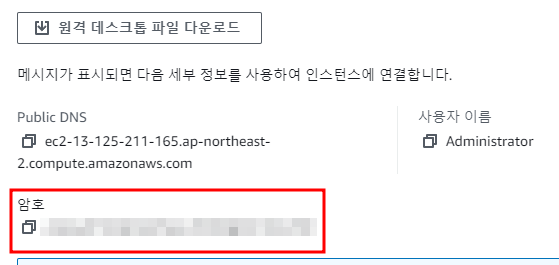 원격 데스크톱 파일 다운로드
메시지가 표시되면 다음 세부 정보를 사용하여 인스턴스에 연결합니다.
Public DNS
ec2-13-125-211-165.ap-northeast-
2.compute.amazonaws.com
사용자 이름
Administrator
암호